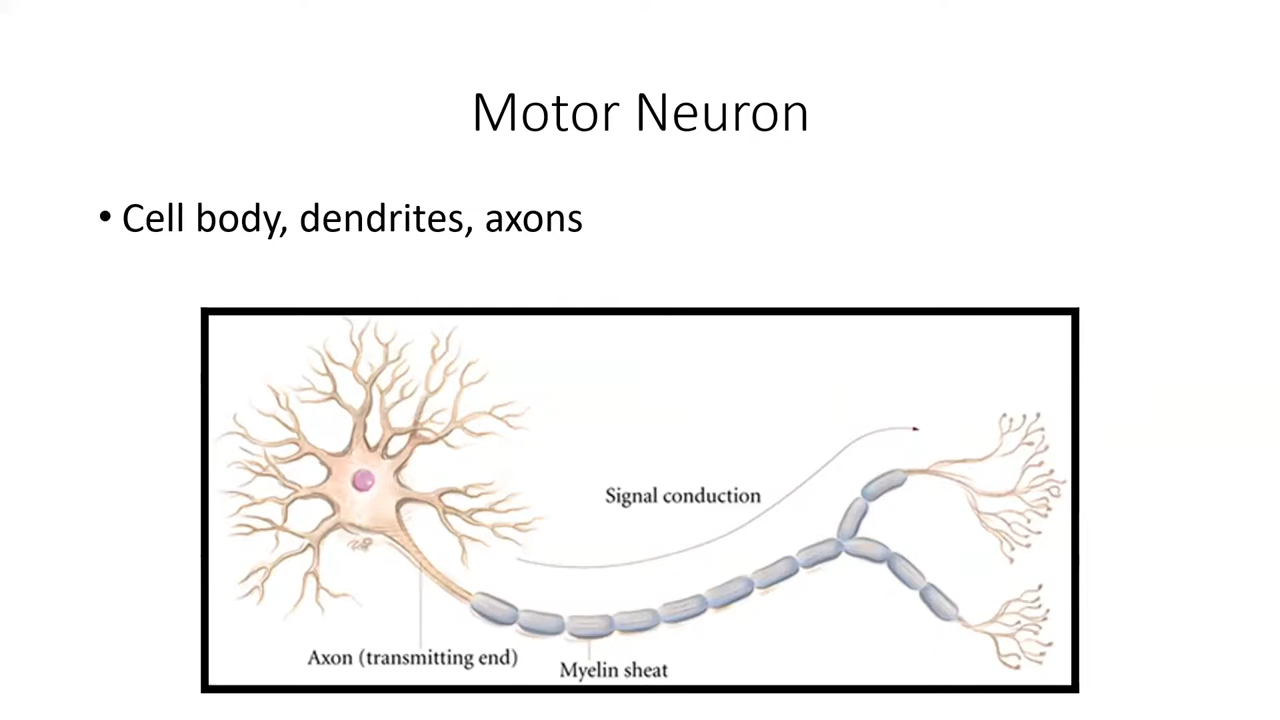 Motor Neuron
• Cell body, dendrites, axons
Signal conduction
Axon (transmitting end)
Myelin sheat